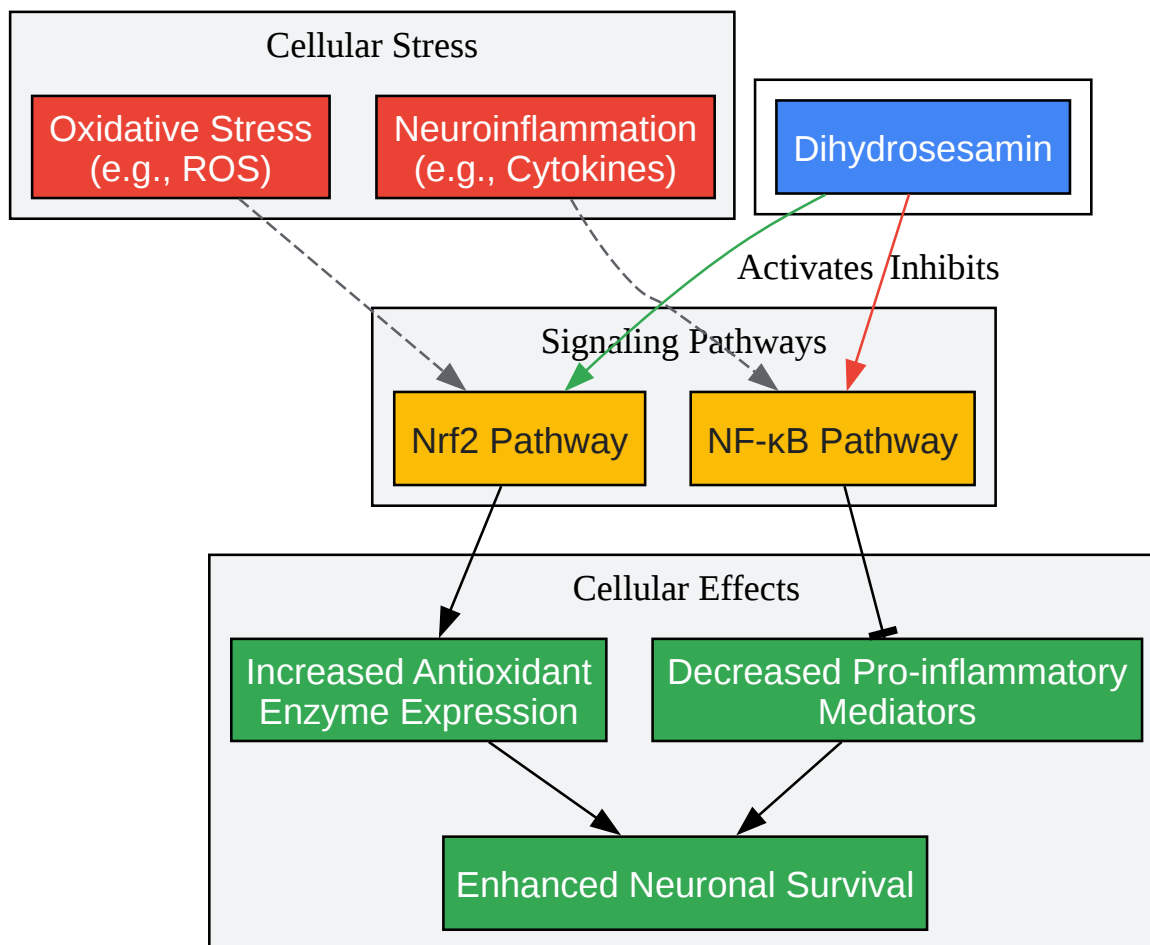 Cellular Stress
Oxidative Stress
(e.g., ROS)
Neuroinflammation
(e.g., Cytokines)
Dihydrosesamin
Activates
Inhibits
Signaling Pathways
Nrf2 Pathway
NF-κB Pathway
Cellular Effects
Increased Antioxidant
Enzyme Expression
Decreased Pro-inflammatory
Mediators
Enhanced Neuronal Survival